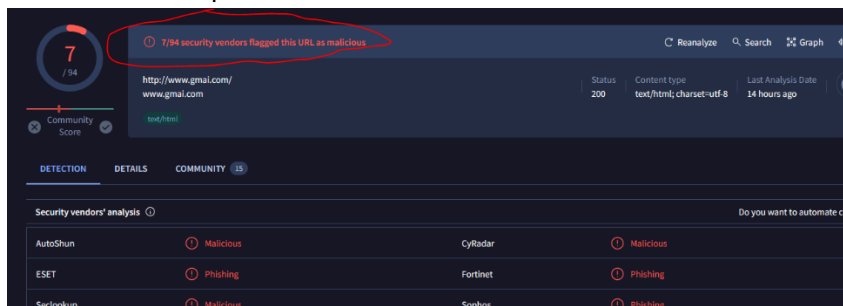 7
/ 94
Community
Score
7/94 security vendors flagged this URL as malicious
Reanalyze Search Graph
http://www.gmai.com/
www.gmai.com
text/html
Status
200
Content type
text/html; charset=utf-8
Last Analysis Date
14 hours ago
DETECTION DETAILS COMMUNITY 15
Security vendors' analysis
Do you want to automate c
AutoShun Malicious CyRadar Malicious
ESET Phishing Fortinet Phishing
Seclookup Malicious Sophos Phishing